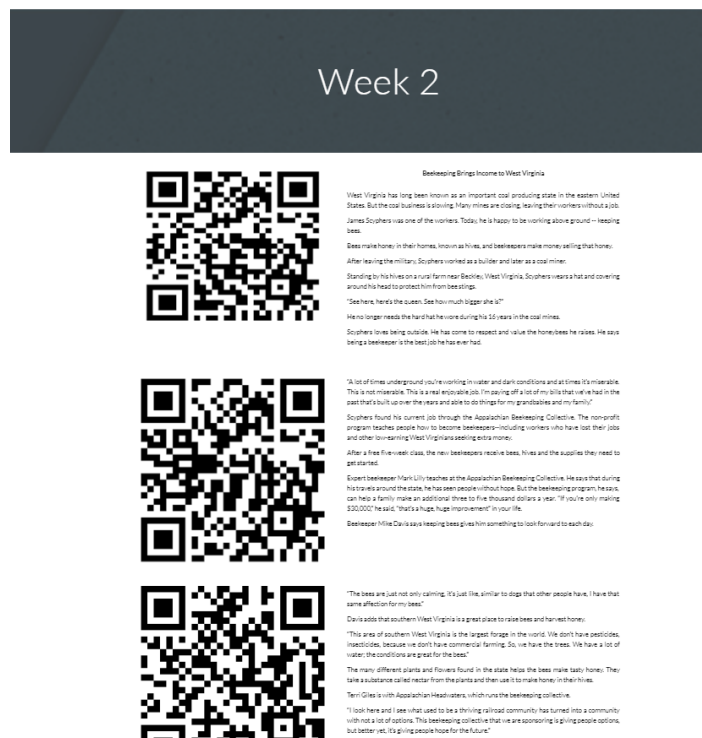 Week 2
Beekeeping Brings Income to West Virginia
West Virginia has long been known as an important coal producing state in the eastern United
States. But the coal business is slowing. Many mines are closing, leaving their workers without a job.
James Scyphers was one of the workers. Today, he is happy to be working above ground -- keeping
bees.
Bees make honey in their homes, known as hives, and beekeepers make money selling that honey.
After leaving the military, Scyphers worked as a builder and later as a coal miner.
Standing by his hives on a rural farm near Beckley, West Virginia, Scyphers wears a hat and covering
around his head to protect him from bee stings.
"See here, here's the queen. See how much bigger she is?"
He no longer needs the hard hat he wore during his 16 years in the coal mines.
Scyphers loves being outside. He has come to respect and value the honeybees he raises. He says
being a beekeeper is the best job he has ever had.
"A lot of times underground you're working in water and dark conditions and at times it's miserable.
This is not miserable. This is a real enjoyable job. I'm paying off a lot of my bills that we've had in the
past that's built up over the years and able to do things for my grandbabies and my family."
Scyphers found his current job through the Appalachian Beekeeping Collective. The non-profit
program teaches people how to become beekeepers—including workers who have lost their jobs
and other low-earning West Virginians seeking extra money.
After a free five-week class, the new beekeepers receive bees, hives and the supplies they need to
get started.
Expert beekeeper Mark Lilly teaches at the Appalachian Beekeeping Collective. He says that during
his travels around the state, he has seen people without hope. But the beekeeping program, he says,
can help a family make an additional three to five thousand dollars a year. "If you're only making
$30,000," he said, "that's a huge, huge improvement" in your life.
Beekeeper Mike Davis says keeping bees gives him something to look forward to each day.
"The bees are just not only calming, it's just like, similar to dogs that other people have, I have that
same affection for my bees."
Davis adds that southern West Virginia is a great place to raise bees and harvest honey.
"This area of southern West Virginia is the largest forage in the world. We don't have pesticides,
insecticides, because we don't have commercial farming. So, we have the trees. We have a lot of
water; the conditions are great for the bees."
The many different plants and flowers found in the state helps the bees make tasty honey. They
take a substance called nectar from the plants and then use it to make honey in their hives.
Terri Giles is with Appalachian Headwaters, which runs the beekeeping collective.
"I look here and I see what used to be a thriving railroad community has turned into a community
with not a lot of options. This beekeeping collective that we are sponsoring is giving people options,
but better yet, it's giving people hope for the future."